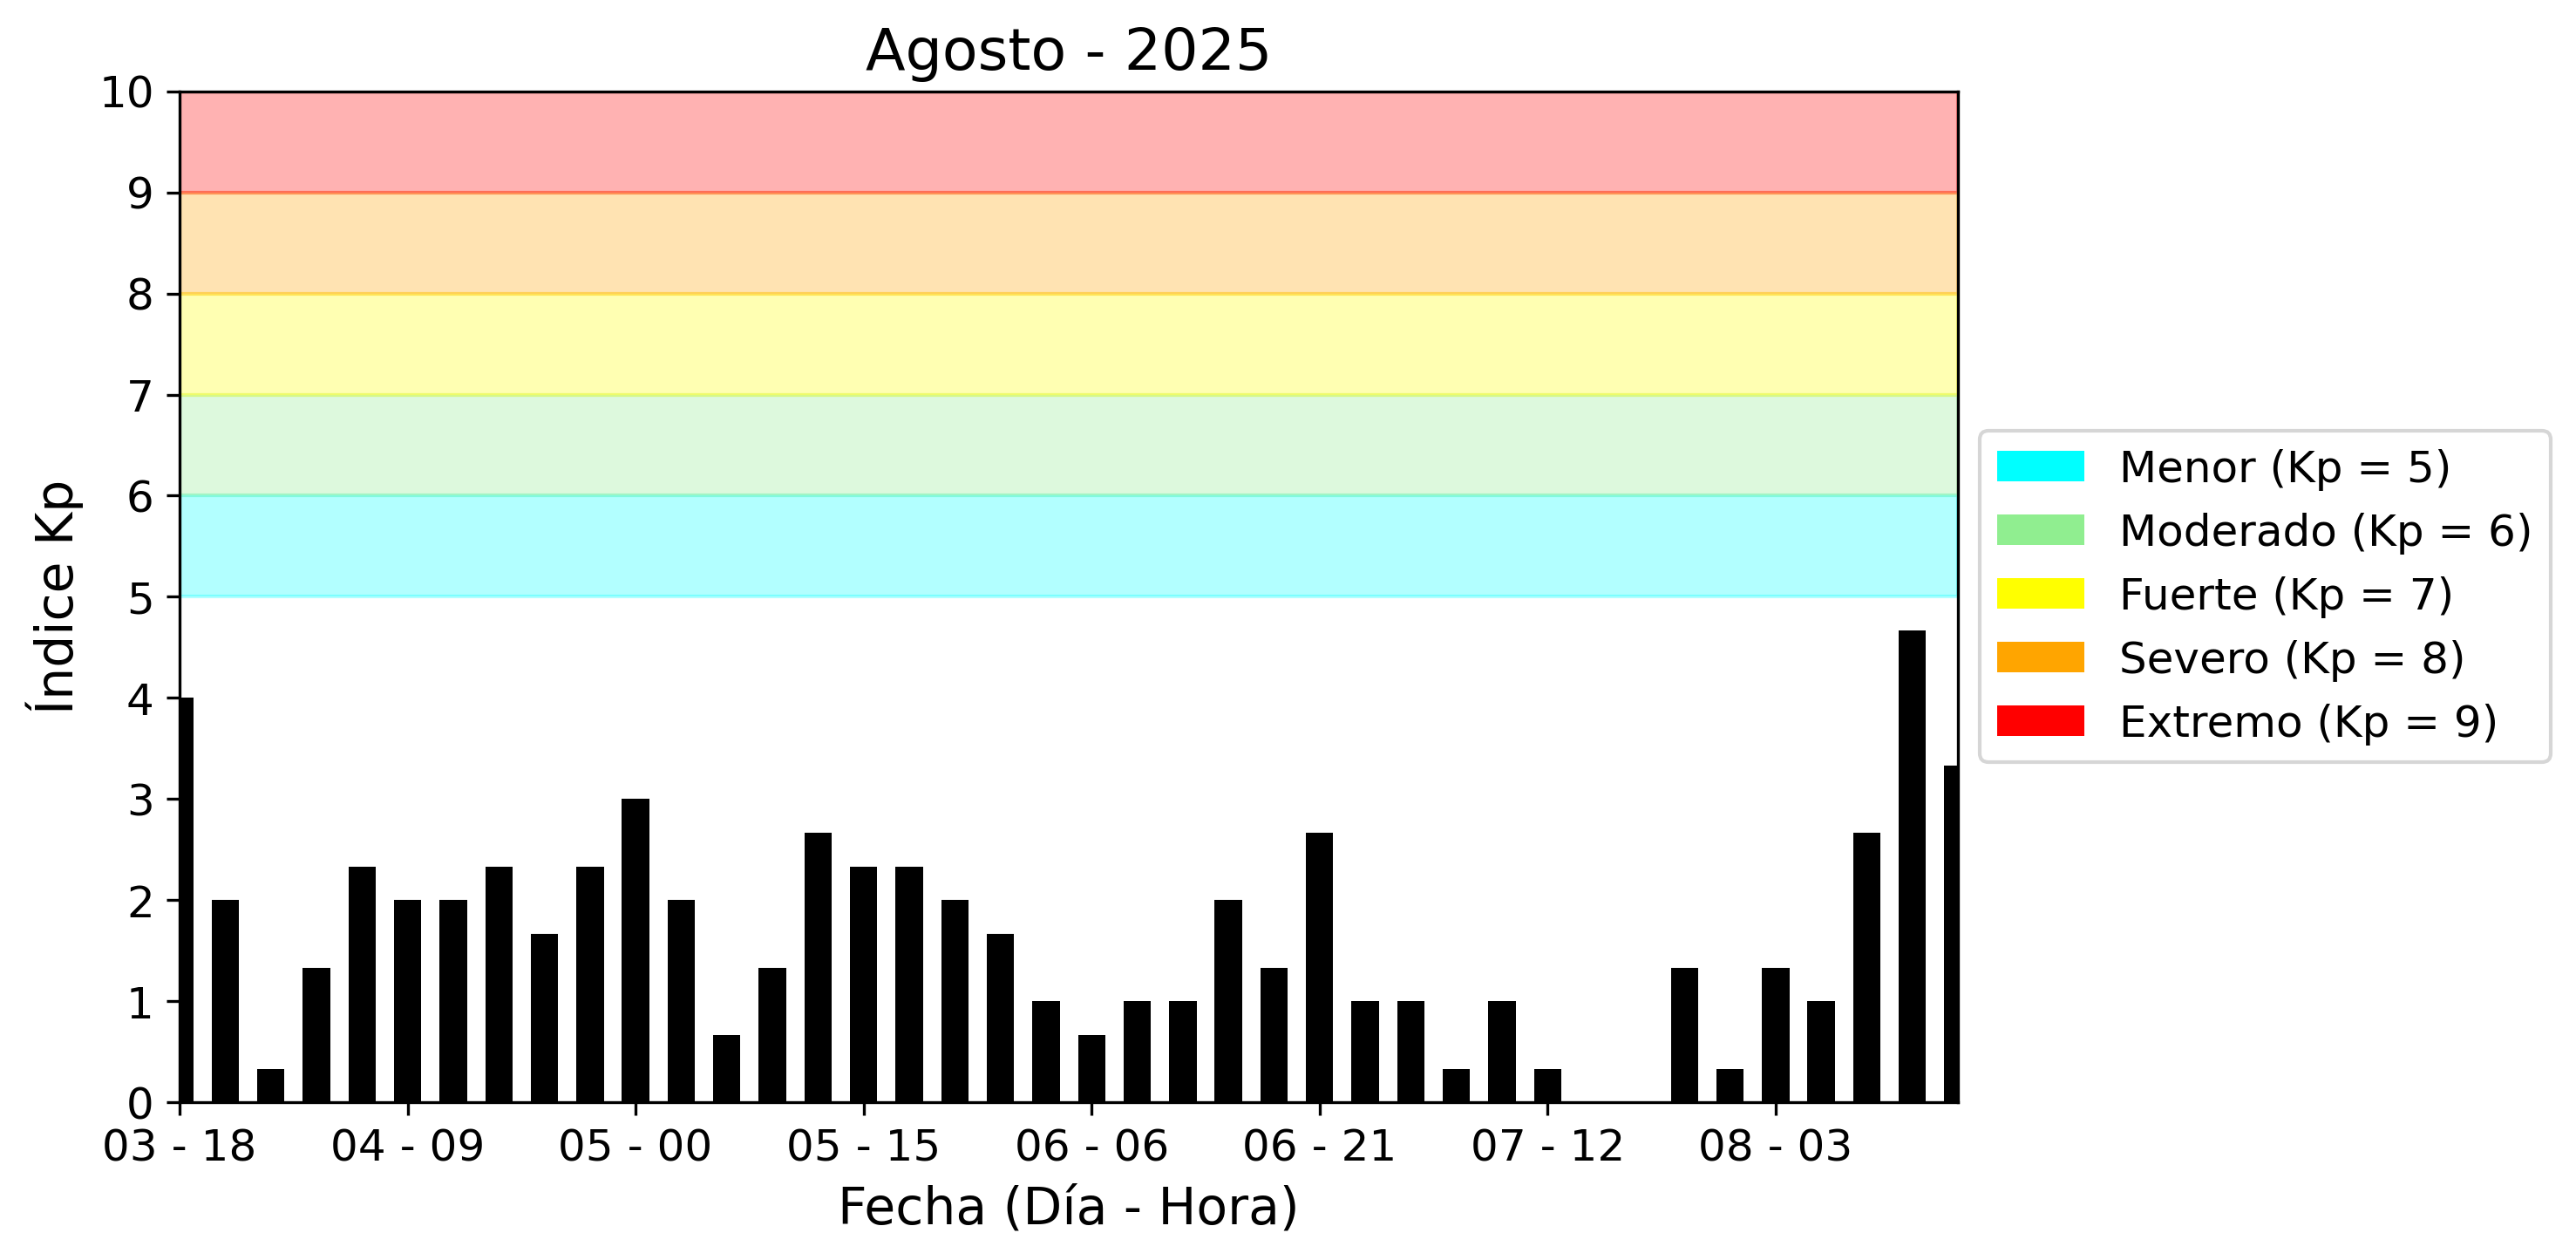 Agosto - 2025
10
9
8
7
6
5
4
3
2
1
0
Índice Kp
03 - 18
04 - 09
05 - 00
05 - 15
06 - 06
06 - 21
07 - 12
08 - 03
Fecha (Día - Hora)
Menor (Kp = 5)
Moderado (Kp = 6)
Fuerte (Kp = 7)
Severo (Kp = 8)
Extremo (Kp = 9)